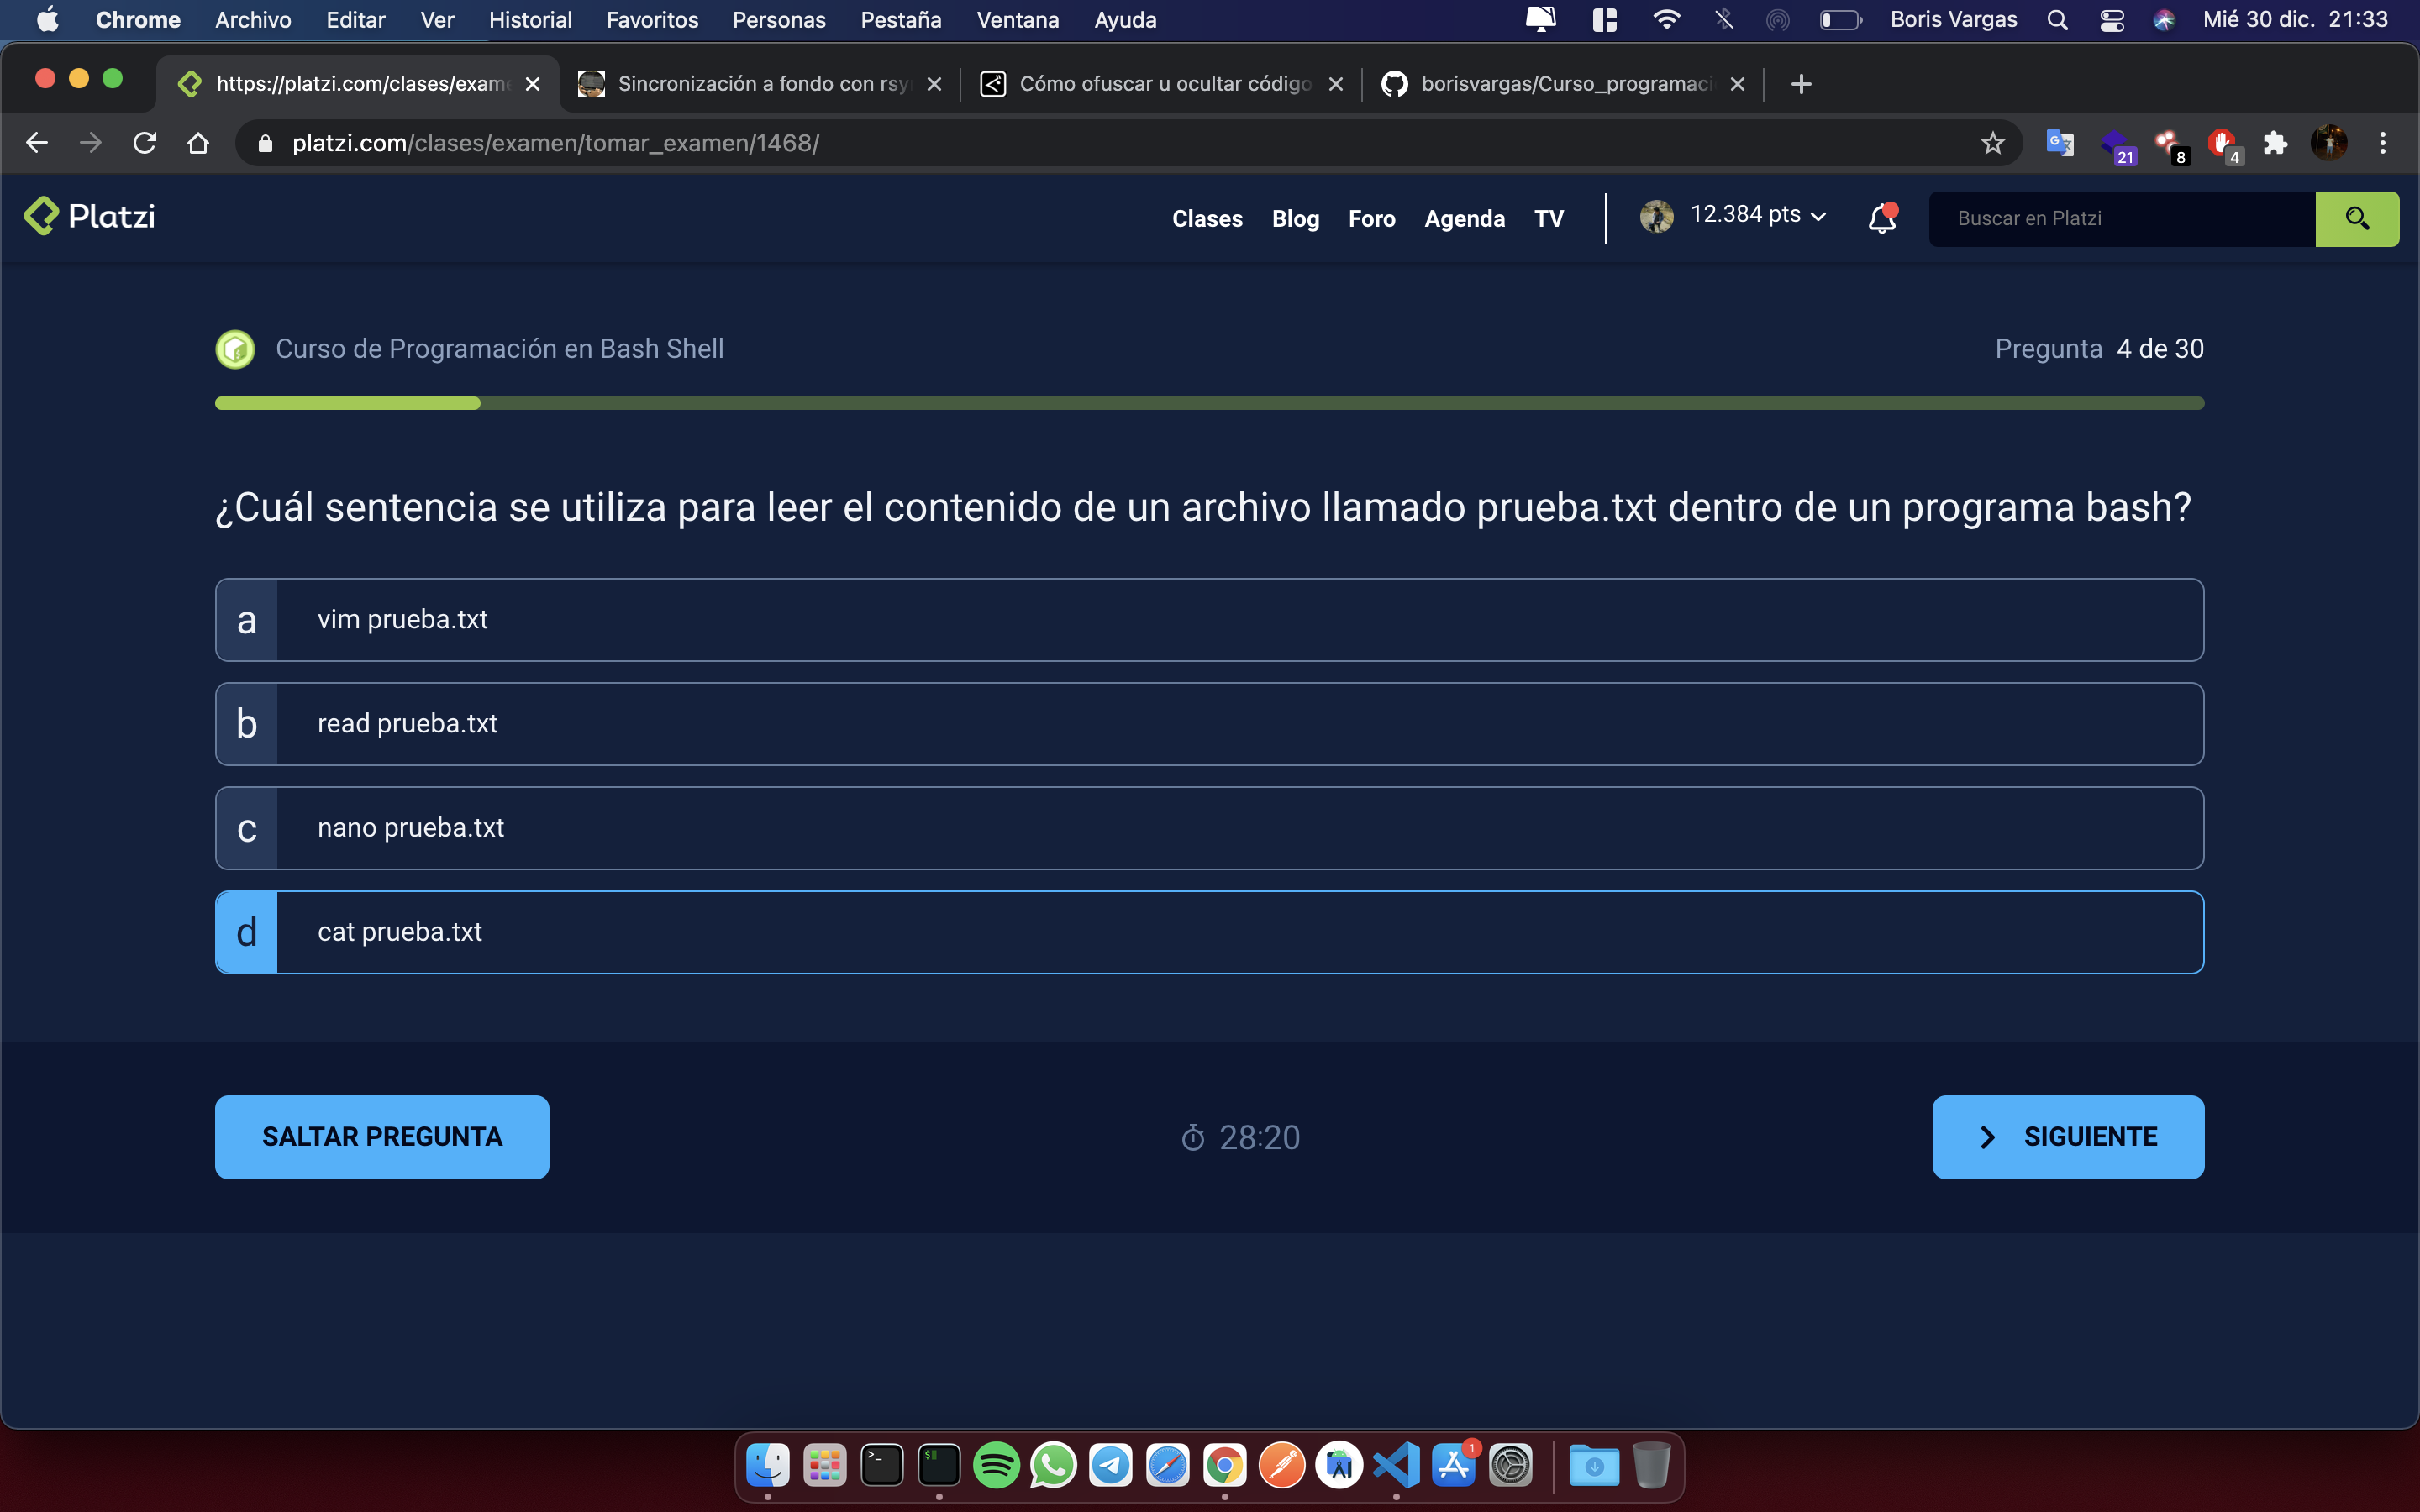 Chrome Archivo Editar Ver Historial Favoritos Personas Pestaña Ventana Ayuda Boris Vargas Mié 30 dic. 21:33
https://platzi.com/clases/exame Sincronización a fondo con rsy Cómo ofuscar u ocultar código borisvargas/Curso_programaci
platzi.com/clases/examen/tomar_examen/1468/ 21 8 4
Platzi Clases Blog Foro Agenda TV 12.384 pts Buscar en Platzi
Curso de Programación en Bash Shell Pregunta 4 de 30
¿Cuál sentencia se utiliza para leer el contenido de un archivo llamado prueba.txt dentro de un programa bash?
a vim prueba.txt
b read prueba.txt
c nano prueba.txt
d cat prueba.txt
SALTAR PREGUNTA 28:20 SIGUIENTE
1